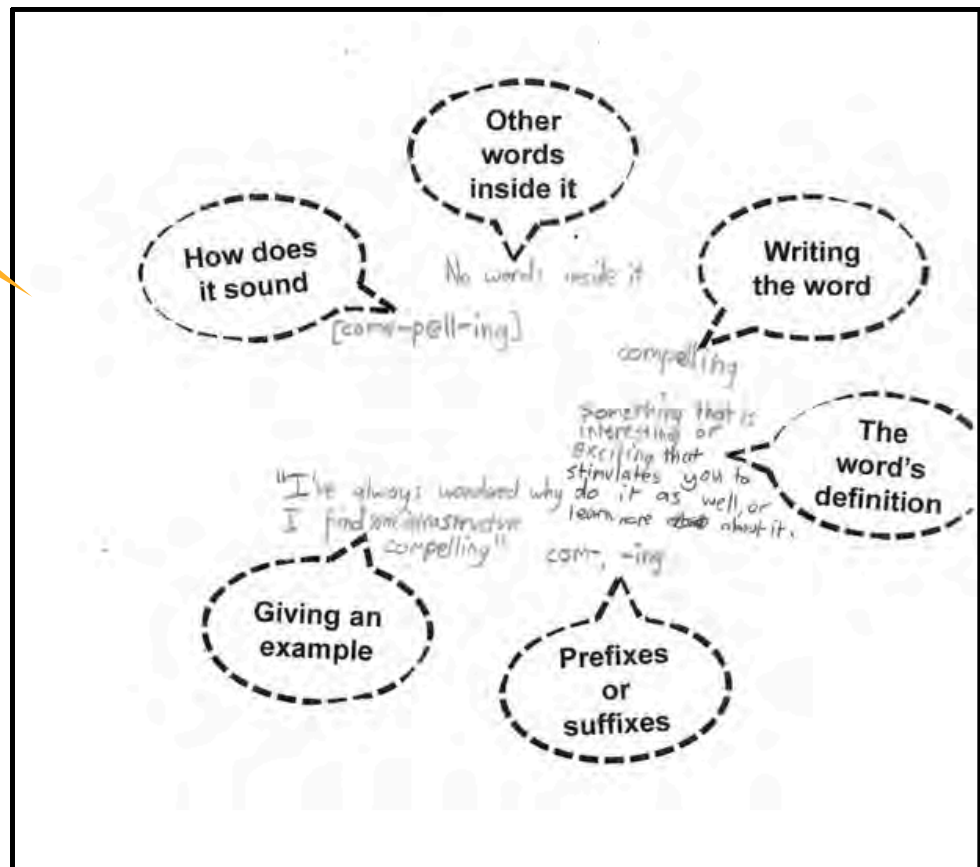 Other
words
inside it
How does
it sound
Writing
the word
No words inside it
[com-pell-ing]
compelling
Something that is
interesting or
exciting that
stimulates you to
do it as well, or
learn more about it.
The
word's
definition
"I've always wondered why
I find some infrastructure
compelling"
com-, -ing
Giving an
example
Prefixes
or
suffixes